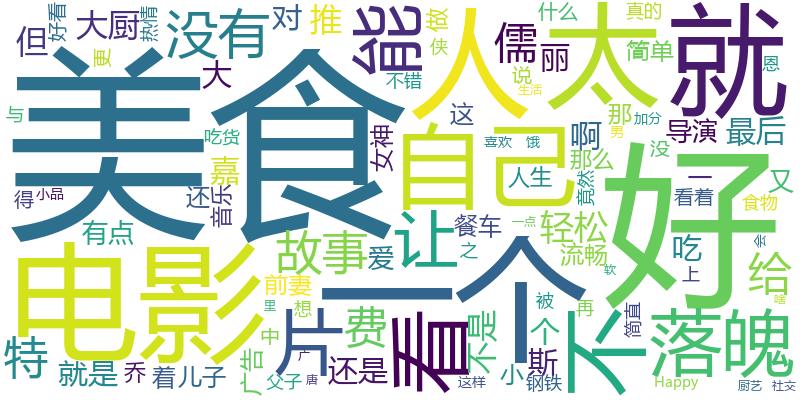 美食
电影
一个
好
人
太
就
自己
看
不
能
片
让
故事
落魄
没有
大厨
但
好看
热情
更
对
推
做
侠
儒
丽
什么
真的
简单
恩
说
不错
生活
与
大
吃货
嘉
女神
这
啊
那
加分
男
导演
最后
没
喜欢
饿
那么
竟然
人生
一
看着
又
食物
得
小品
还
音乐
有点
爱
餐车
之
一点
轻松
流畅
吃
上
会
给
软
啥
前妻
里
想
费
被
再
个
简直
中
广
广告
父子
唐
还是
不是
这样
小
斯
钢铁
特
就是
乔
着儿子
Happy
厨艺
社交